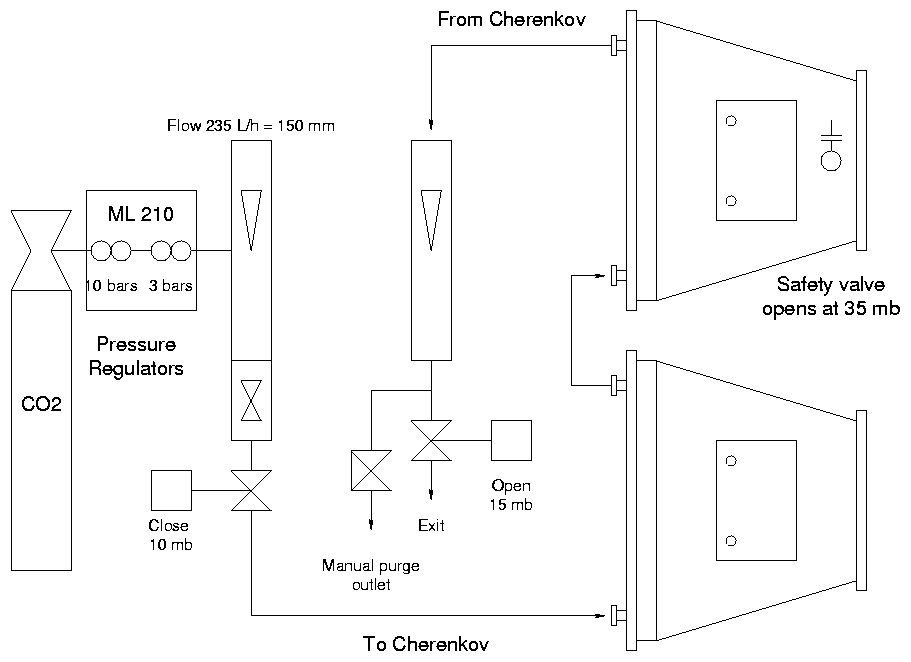 From Cherenkov
Flow 235 L/h = 150 mm
ML 210
10 bars
3 bars
Pressure
Regulators
CO2
Safety valve
opens at 35 mb
Close
10 mb
Open
15 mb
Exit
Manual purge
outlet
To Cherenkov